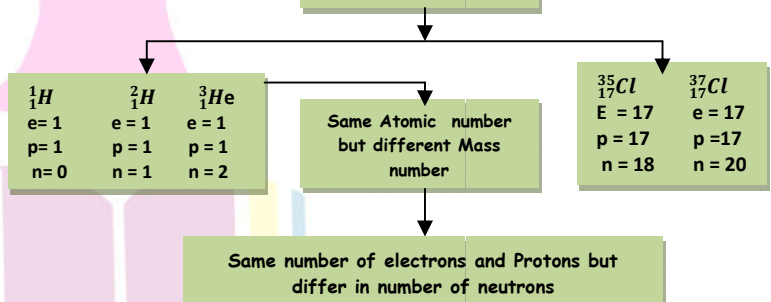 ¹₁H ²₁H ³₁He
e= 1 e = 1 e = 1
p= 1 p = 1 p = 1
n= 0 n = 1 n = 2
Same Atomic number
but different Mass
number
³⁵₁₇Cl ³⁷₁₇Cl
E = 17 e = 17
p = 17 p =17
n = 18 n = 20
Same number of electrons and Protons but
differ in number of neutrons